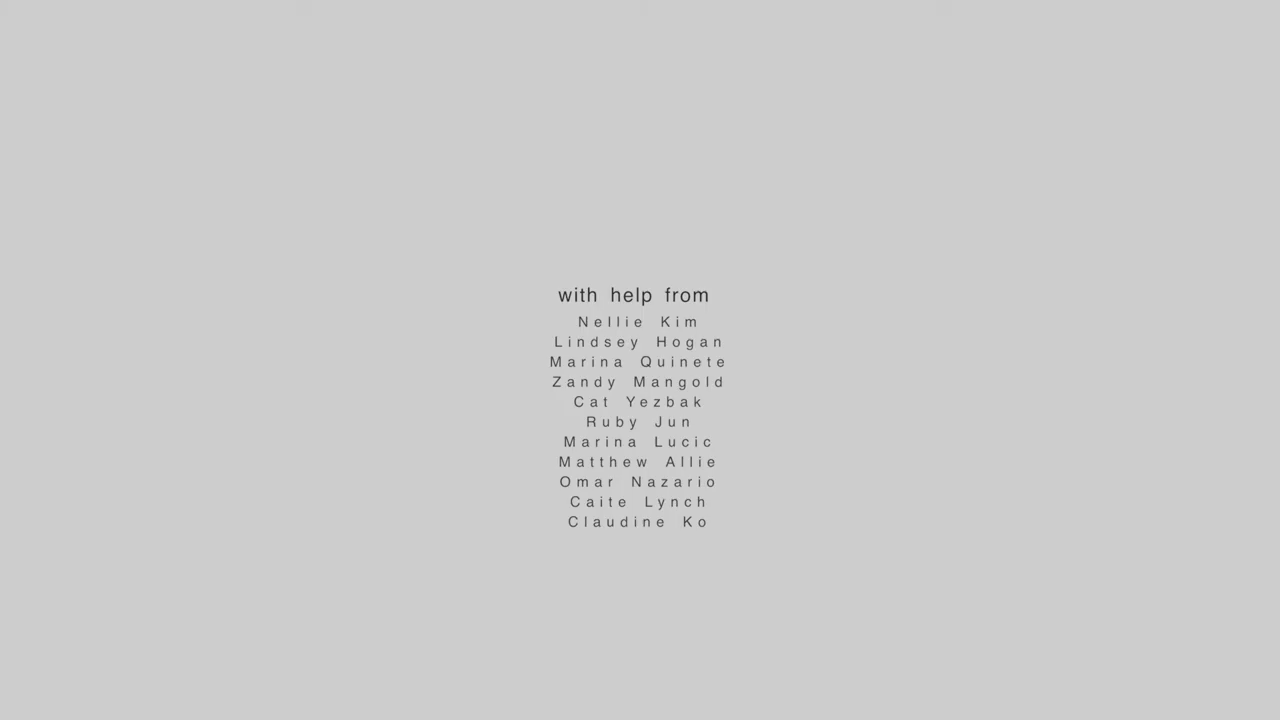 with help from
Nellie Kim
Lindsey Hogan
Marina Quinete
Zandy Mangold
Cat Yezbak
Ruby Jun
Marina Lucic
Matthew Allie
Omar Nazario
Caite Lynch
Claudine Ko